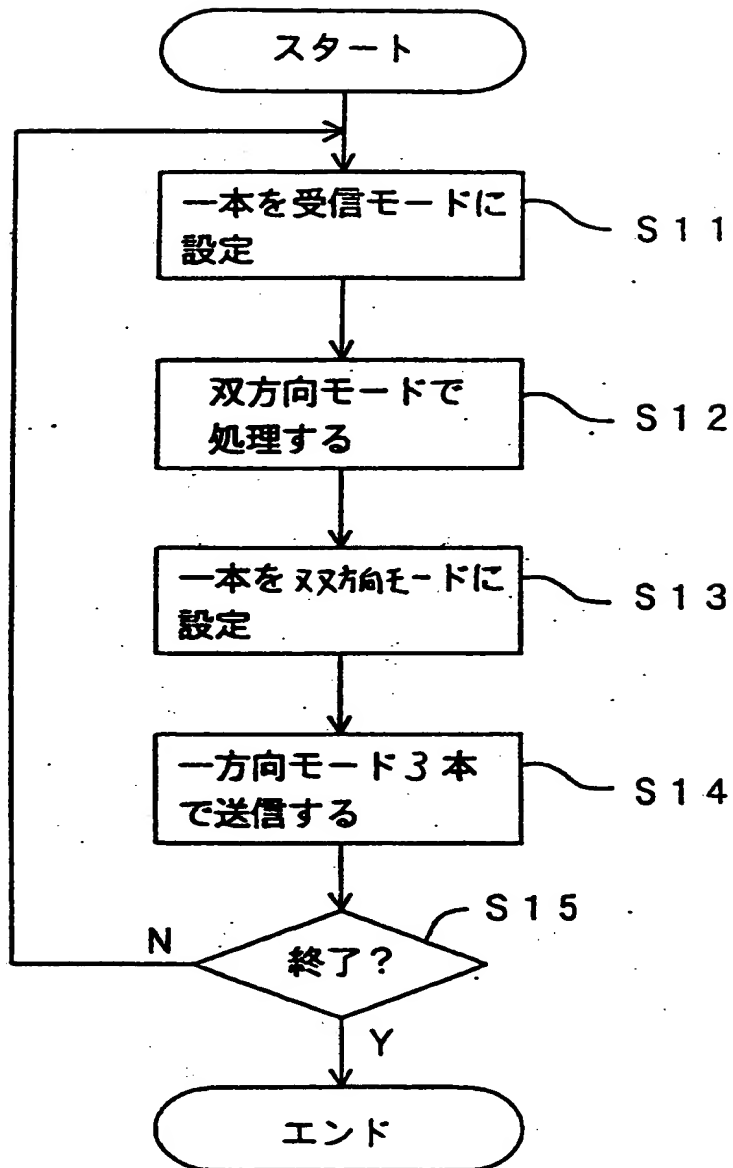 スタート
一本を受信モードに
設定
S11
双方向モードで
処理する
S12
一本を双方向モードに
設定
S13
一方向モード3本
で送信する
S14
S15
N
終了?
Y
エンド